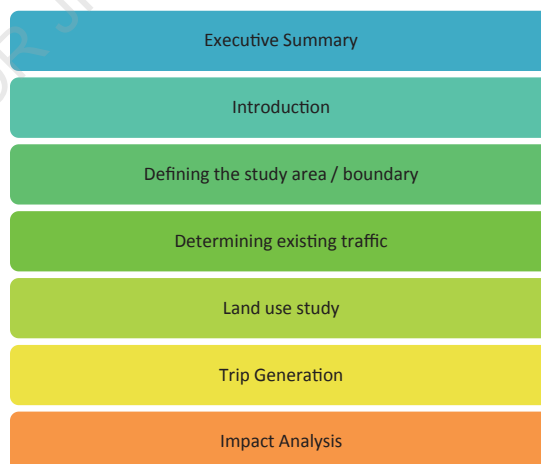 Executive Summary
Introduction
Defining the study area / boundary
Determining existing traffic
Land use study
Trip Generation
Impact Analysis